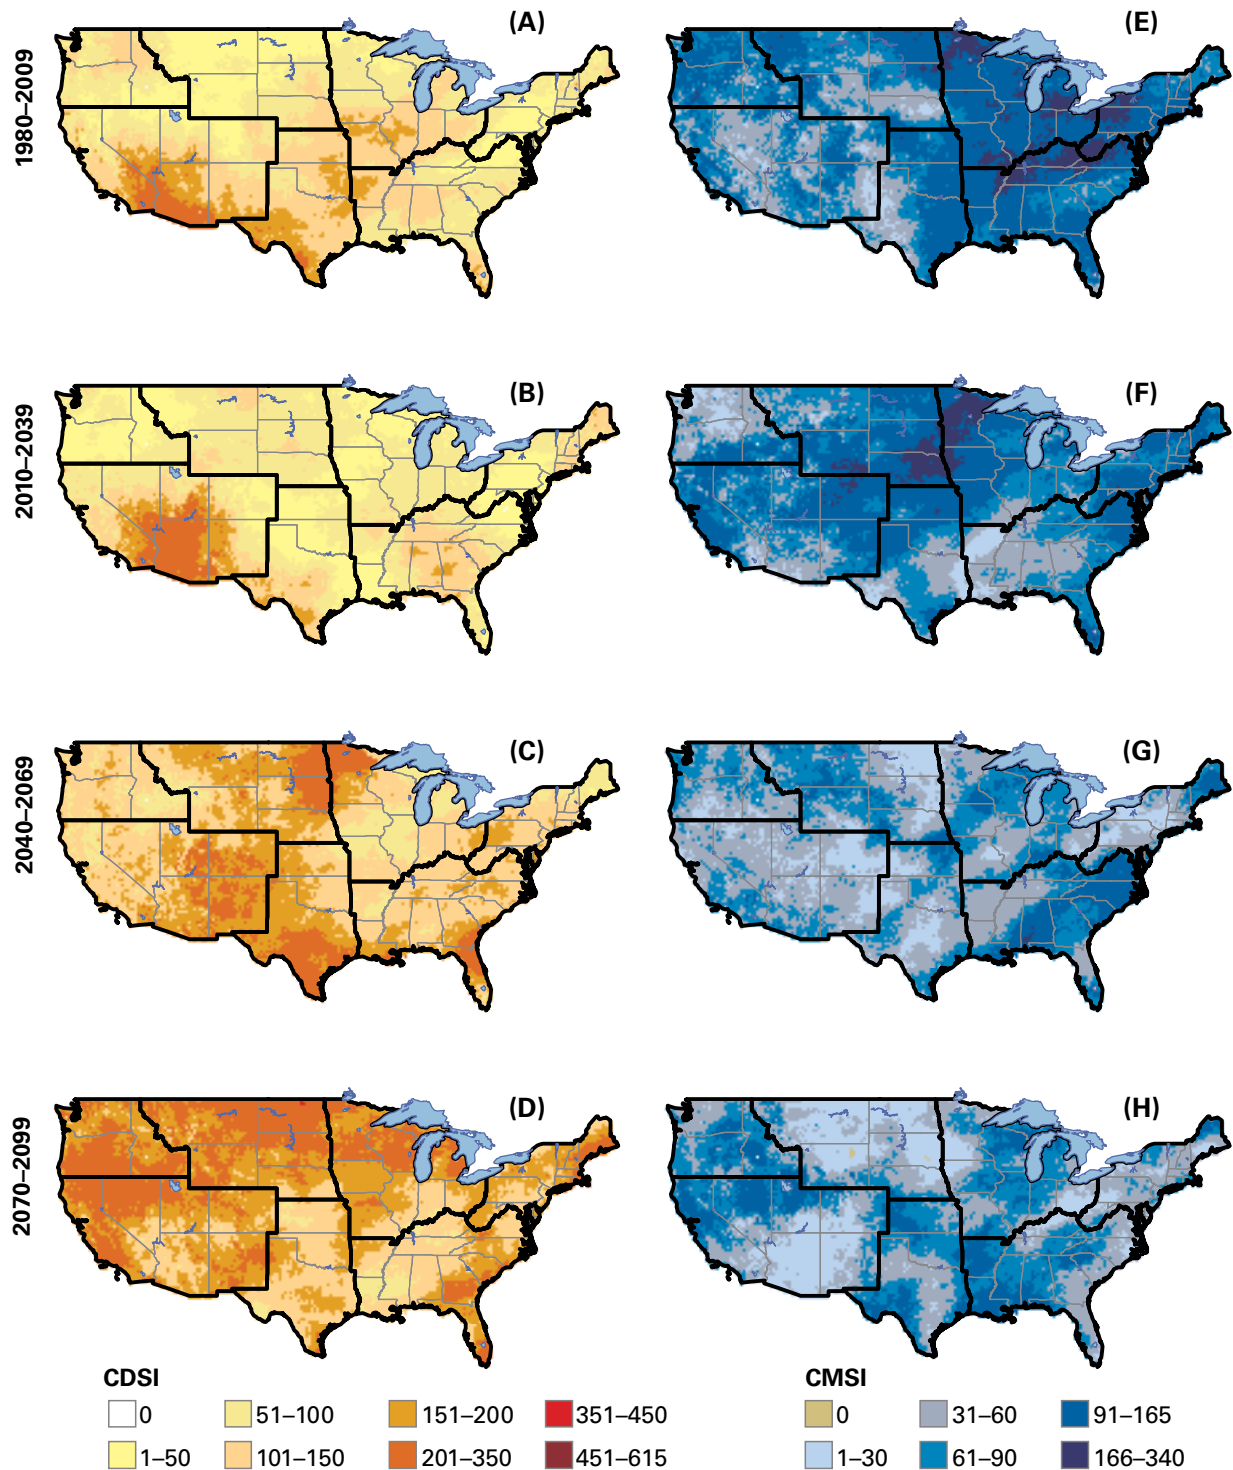 (A)
(E)
1980–2009
(B)
(F)
2010–2039
(C)
(G)
2040–2069
(D)
(H)
2070–2099
CDSI
0
51–100
151–200
351–450
1–50
101–150
201–350
451–615
CMSI
0
31–60
91–165
1–30
61–90
166–340